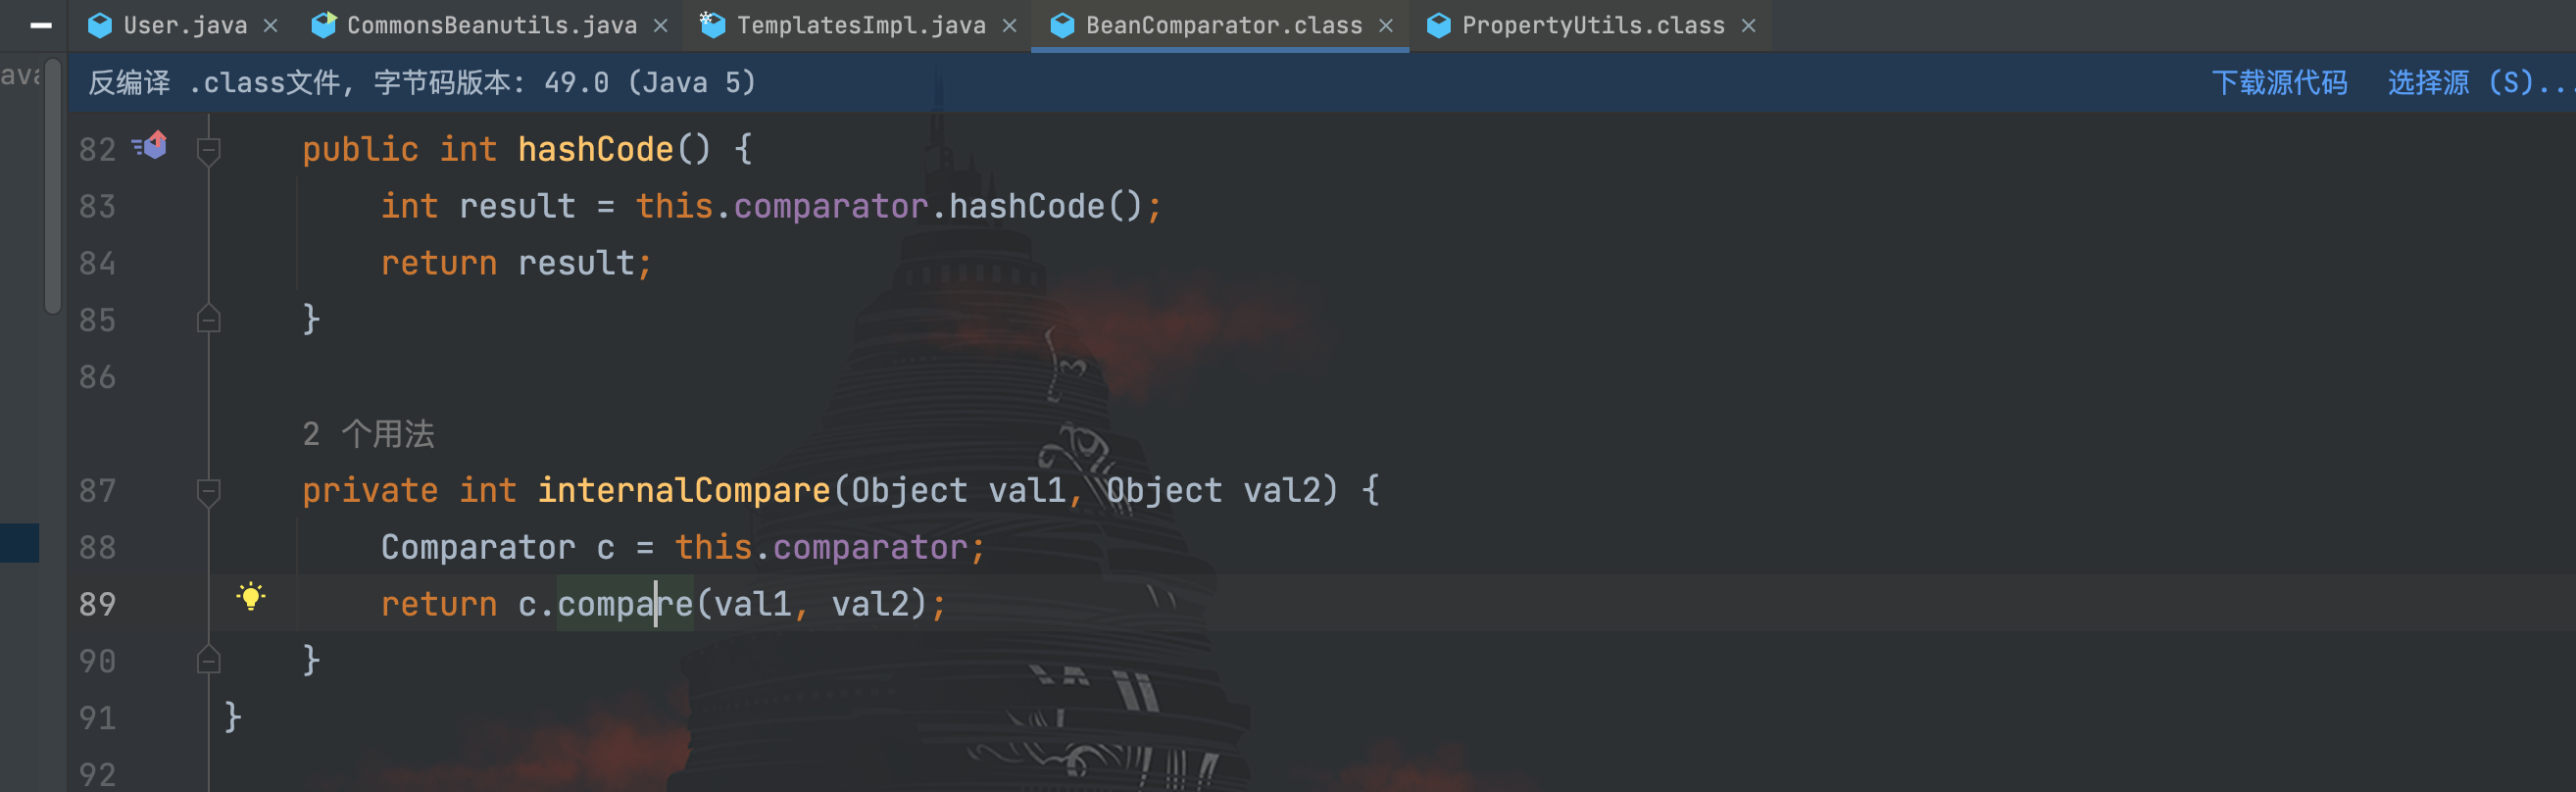 User.java CommonsBeanutils.java TemplatesImpl.java BeanComparator.class PropertyUtils.class
ava
反编译 .class文件, 字节码版本: 49.0 (Java 5) 下载源代码 选择源 (S)...
82 public int hashCode() {
83 int result = this.comparator.hashCode();
84 return result;
85 }
86
2 个用法
87 private int internalCompare(Object val1, Object val2) {
88 Comparator c = this.comparator;
89 return c.compare(val1, val2);
90 }
91 }
92